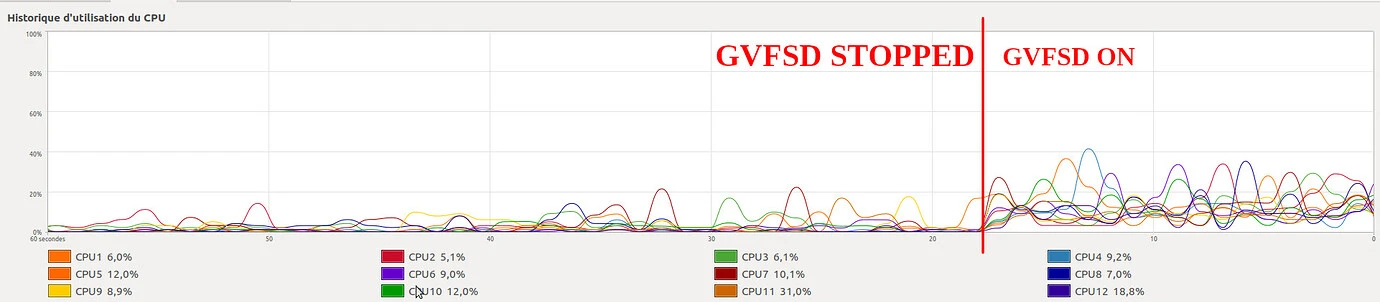 Historique d'utilisation du CPU
100%
GVFSD STOPPED GVFSD ON
80%
60%
40%
20%
0%
60 secondes 50 40 30 20 10 0
CPU1 6,0% CPU2 5,1% CPU3 6,1% CPU4 9,2%
CPU5 12,0% CPU6 9,0% CPU7 10,1% CPU8 7,0%
CPU9 8,9% CPU10 12,0% CPU11 31,0% CPU12 18,8%